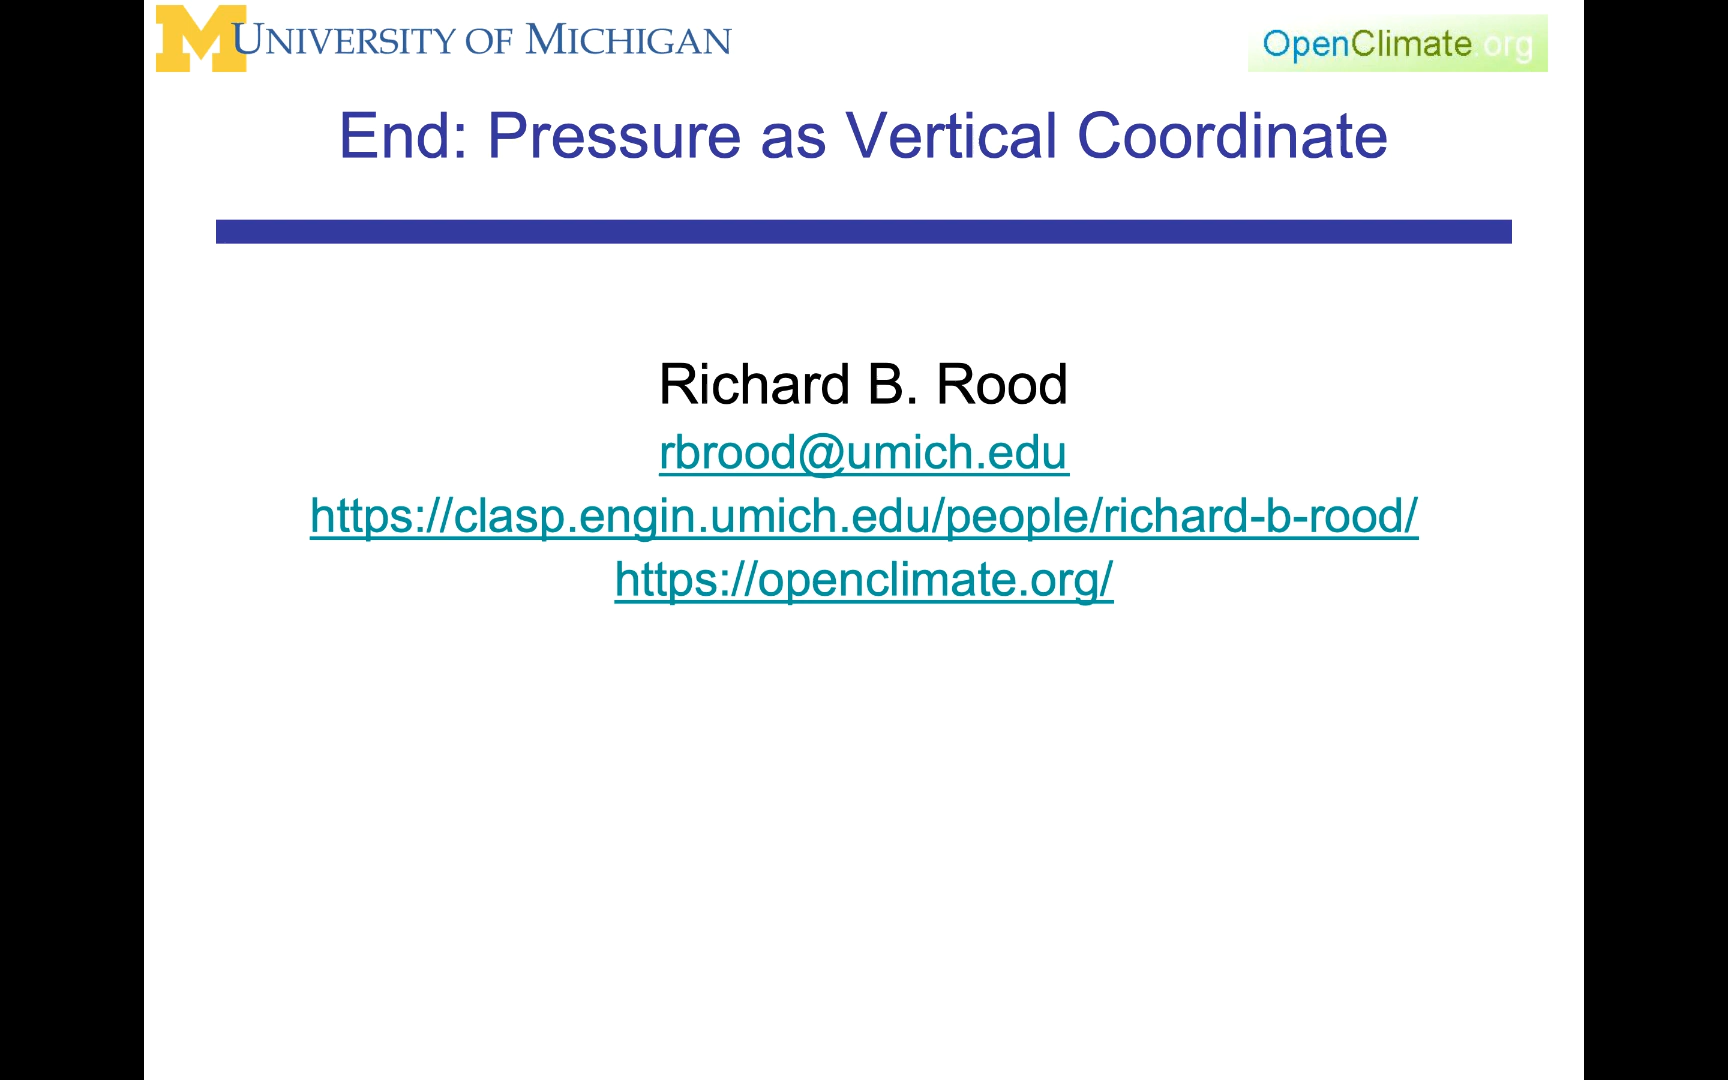 M UNIVERSITY OF MICHIGAN
OpenClimate.org
End: Pressure as Vertical Coordinate
Richard B. Rood
rbrood@umich.edu
https://clasp.engin.umich.edu/people/richard-b-rood/
https://openclimate.org/